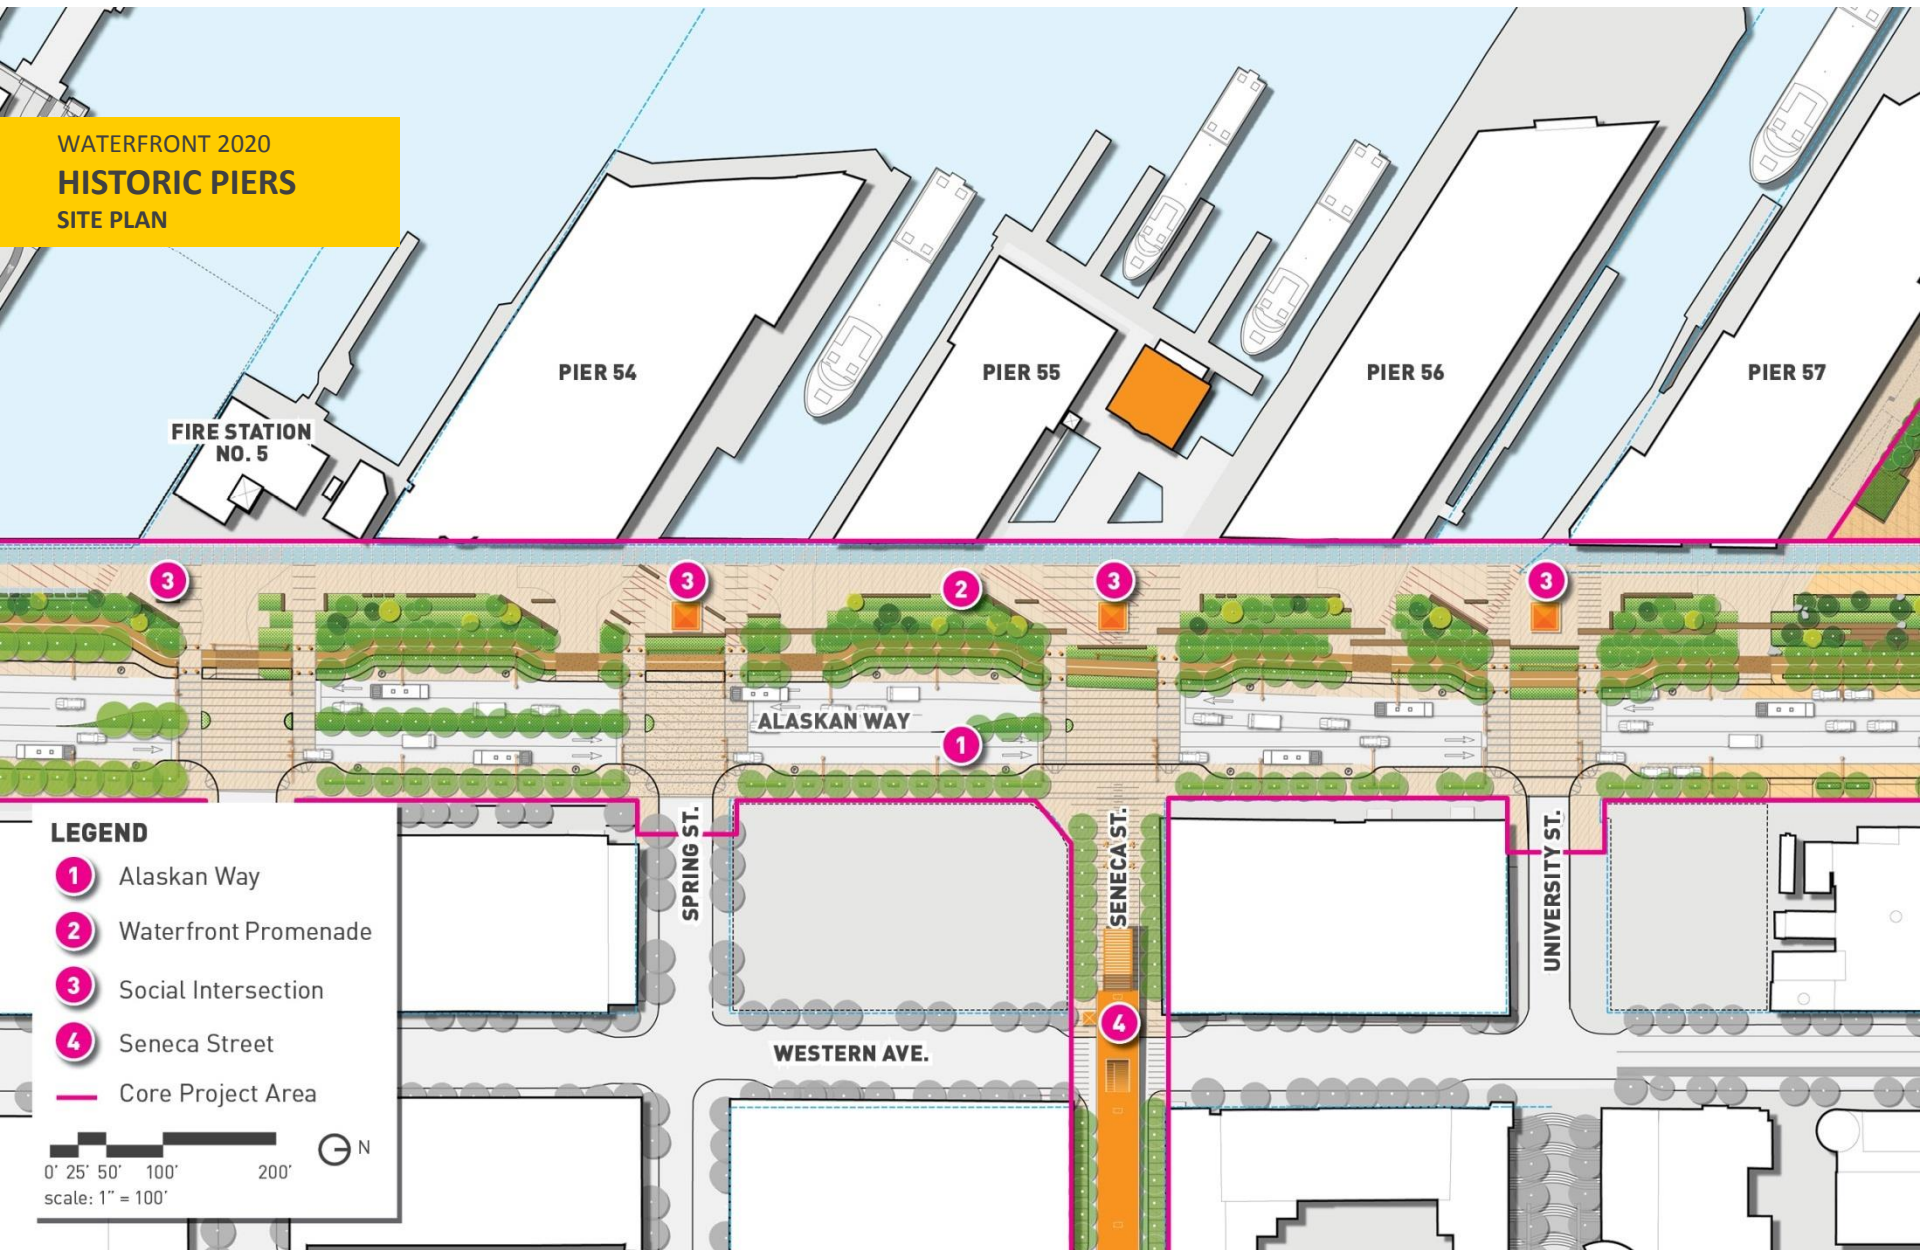 WATERFRONT 2020
HISTORIC PIERS
SITE PLAN
PIER 54
PIER 55
PIER 56
PIER 57
FIRE STATION
NO. 5
3
3
2
3
3
ALASKAN WAY
1
SPRING ST.
SENECA ST.
UNIVERSITY ST.
4
WESTERN AVE.
LEGEND
1 Alaskan Way
2 Waterfront Promenade
3 Social Intersection
4 Seneca Street
Core Project Area
0' 25' 50' 100' 200'
N
scale: 1" = 100'